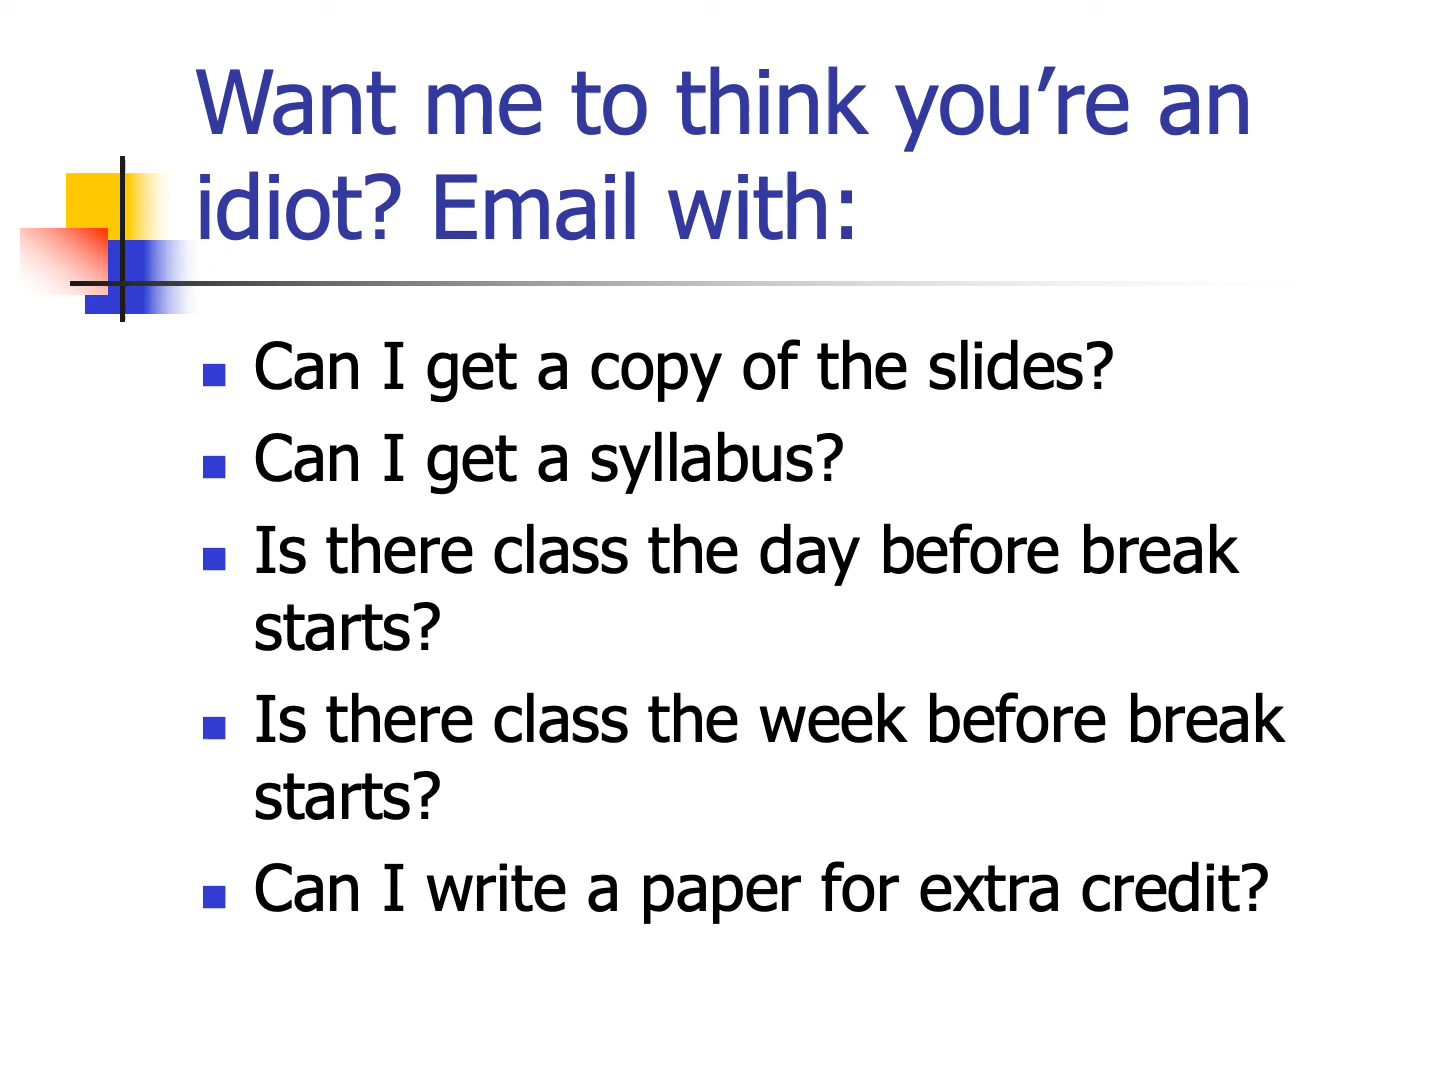 Want me to think you’re an
idiot? Email with:
Can I get a copy of the slides?
Can I get a syllabus?
Is there class the day before break
starts?
Is there class the week before break
starts?
Can I write a paper for extra credit?